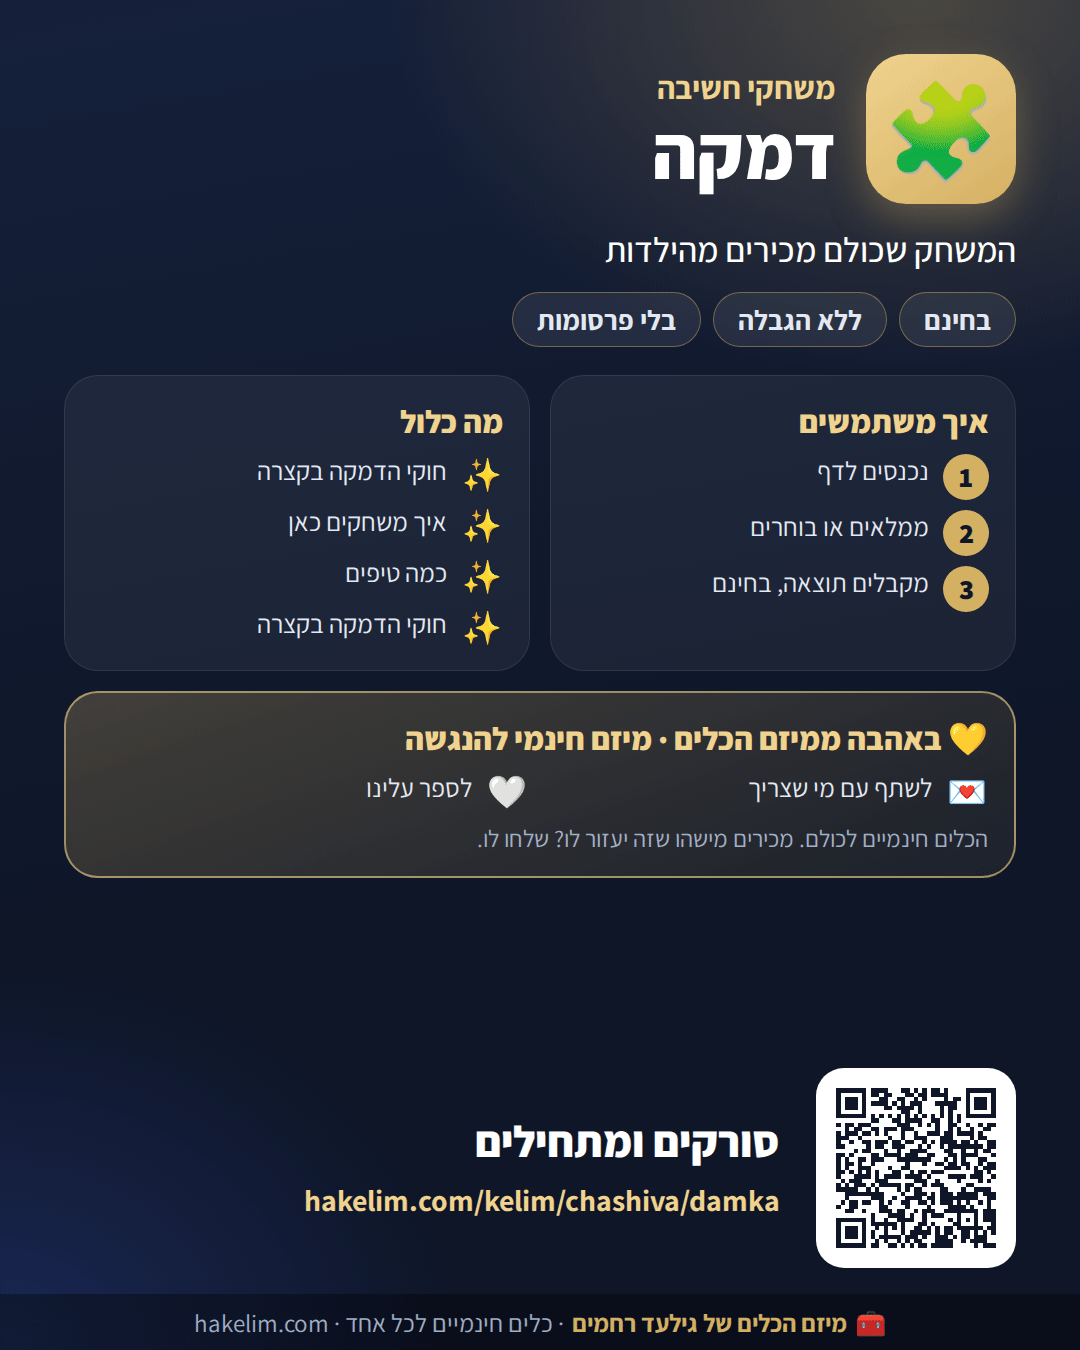 משחקי חשיבה
דמקה
המשחק שכולם מכירים מהילדות
בחינם
ללא הגבלה
בלי פרסומות
איך משתמשים
1 נכנסים לדף
2 ממלאים או בוחרים
3 מקבלים תוצאה, בחינם
מה כלול
✨ חוקי הדמקה בקצרה
✨ איך משחקים כאן
✨ כמה טיפים
✨ חוקי הדמקה בקצרה
💛 באהבה ממיזם הכלים · מיזם חינמי להנגשה
💌 לשתף עם מי שצריך
🤍 לספר עלינו
הכלים חינמיים לכולם. מכירים מישהו שזה יעזור לו? שלחו לו.
סורקים ומתחילים
hakelim.com/kelim/chashiva/damka
🧰 מיזם הכלים של גילעד רחמים · כלים חינמיים לכל אחד · hakelim.com